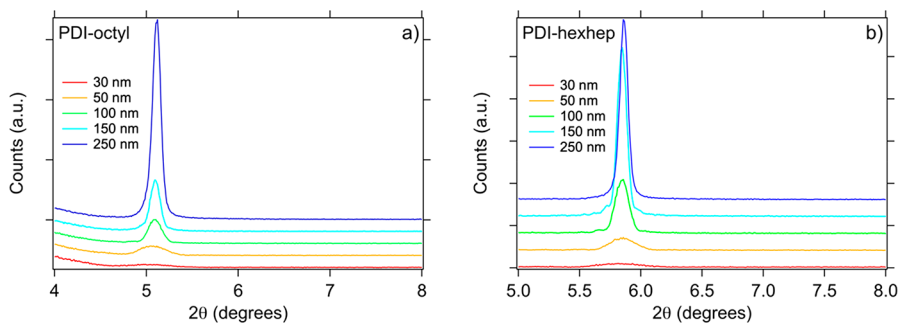 PDI-octyl
a)
30 nm
50 nm
100 nm
150 nm
250 nm
Counts (a.u.)
4
5
6
7
8
2θ (degrees)
PDI-hexhep
b)
30 nm
50 nm
100 nm
150 nm
250 nm
Counts (a.u.)
5.0
5.5
6.0
6.5
7.0
7.5
8.0
2θ (degrees)